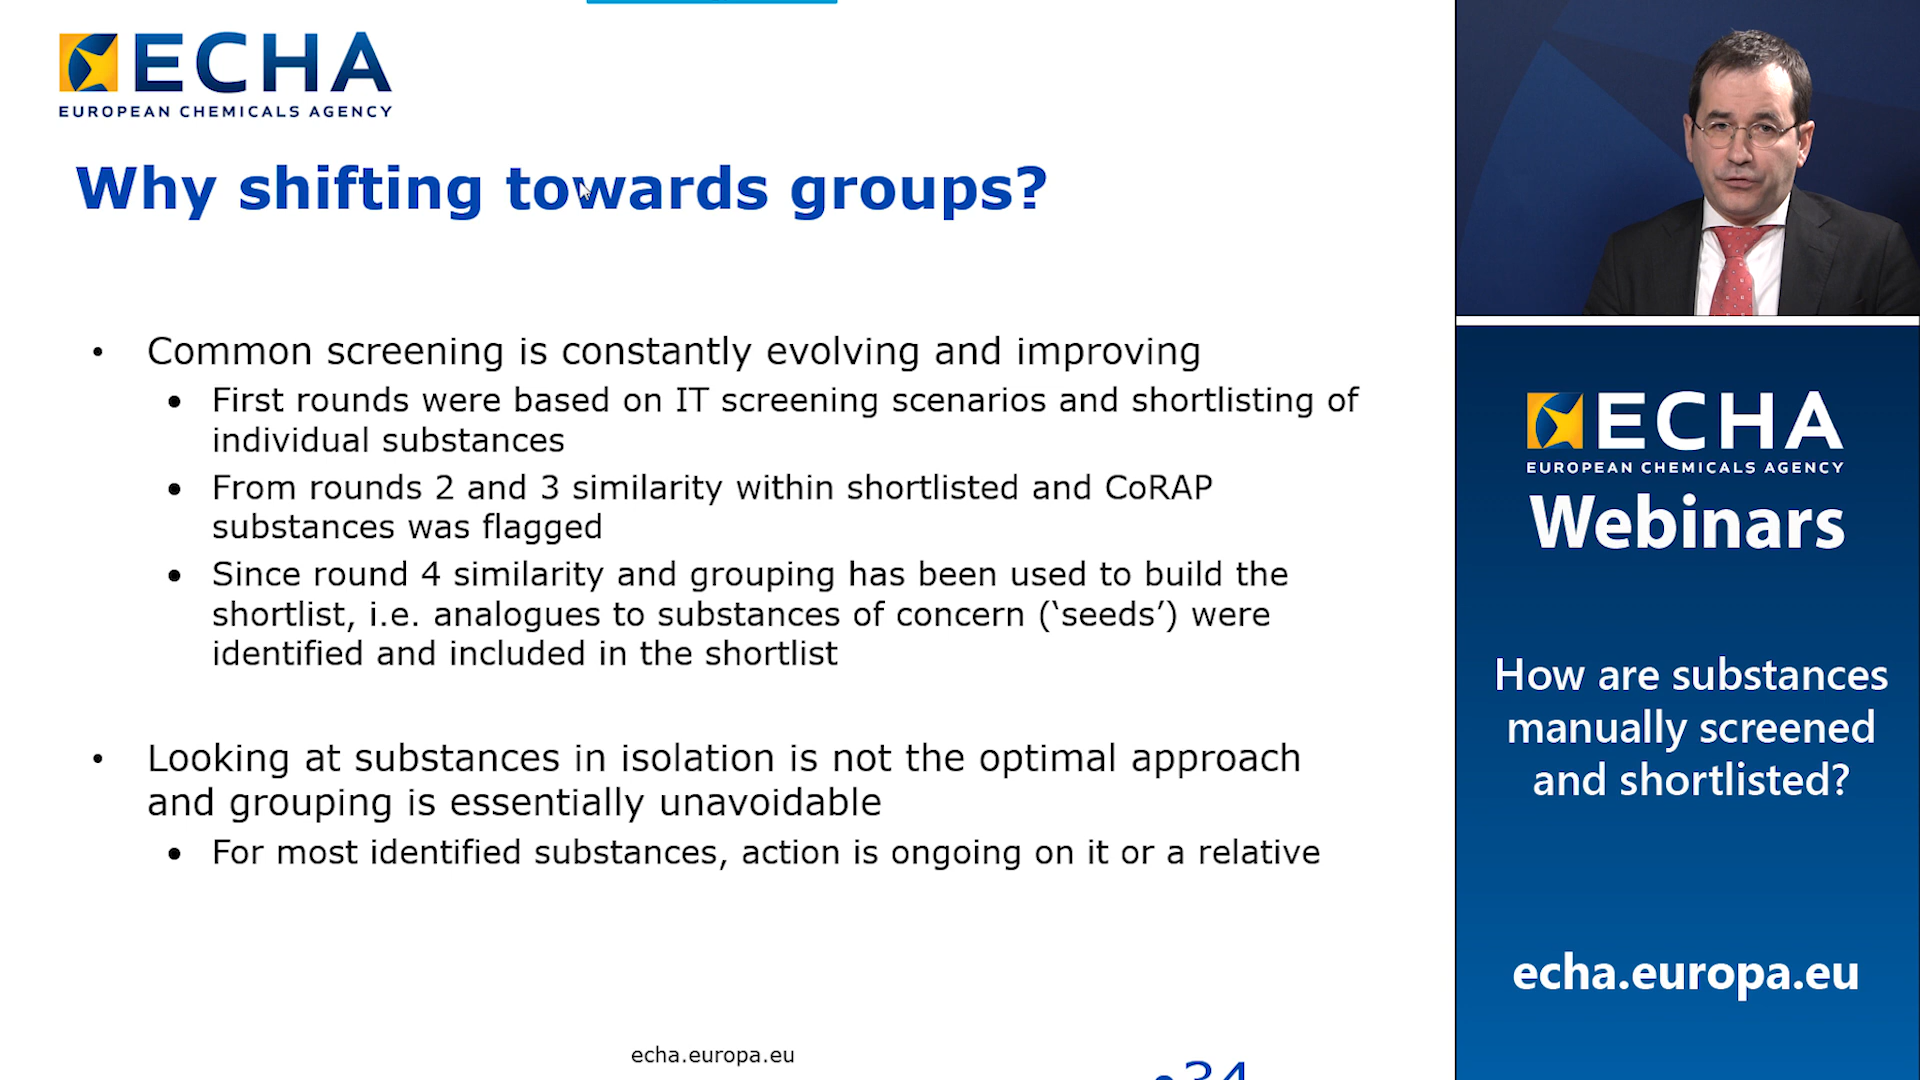 ECHA
EUROPEAN CHEMICALS AGENCY
Why shifting towards groups?
• Common screening is constantly evolving and improving
• First rounds were based on IT screening scenarios and shortlisting of
individual substances
• From rounds 2 and 3 similarity within shortlisted and CoRAP
substances was flagged
• Since round 4 similarity and grouping has been used to build the
shortlist, i.e. analogues to substances of concern (‘seeds’) were
identified and included in the shortlist
• Looking at substances in isolation is not the optimal approach
and grouping is essentially unavoidable
• For most identified substances, action is ongoing on it or a relative
echa.europa.eu
34
ECHA
EUROPEAN CHEMICALS AGENCY
Webinars
How are substances
manually screened
and shortlisted?
echa.europa.eu